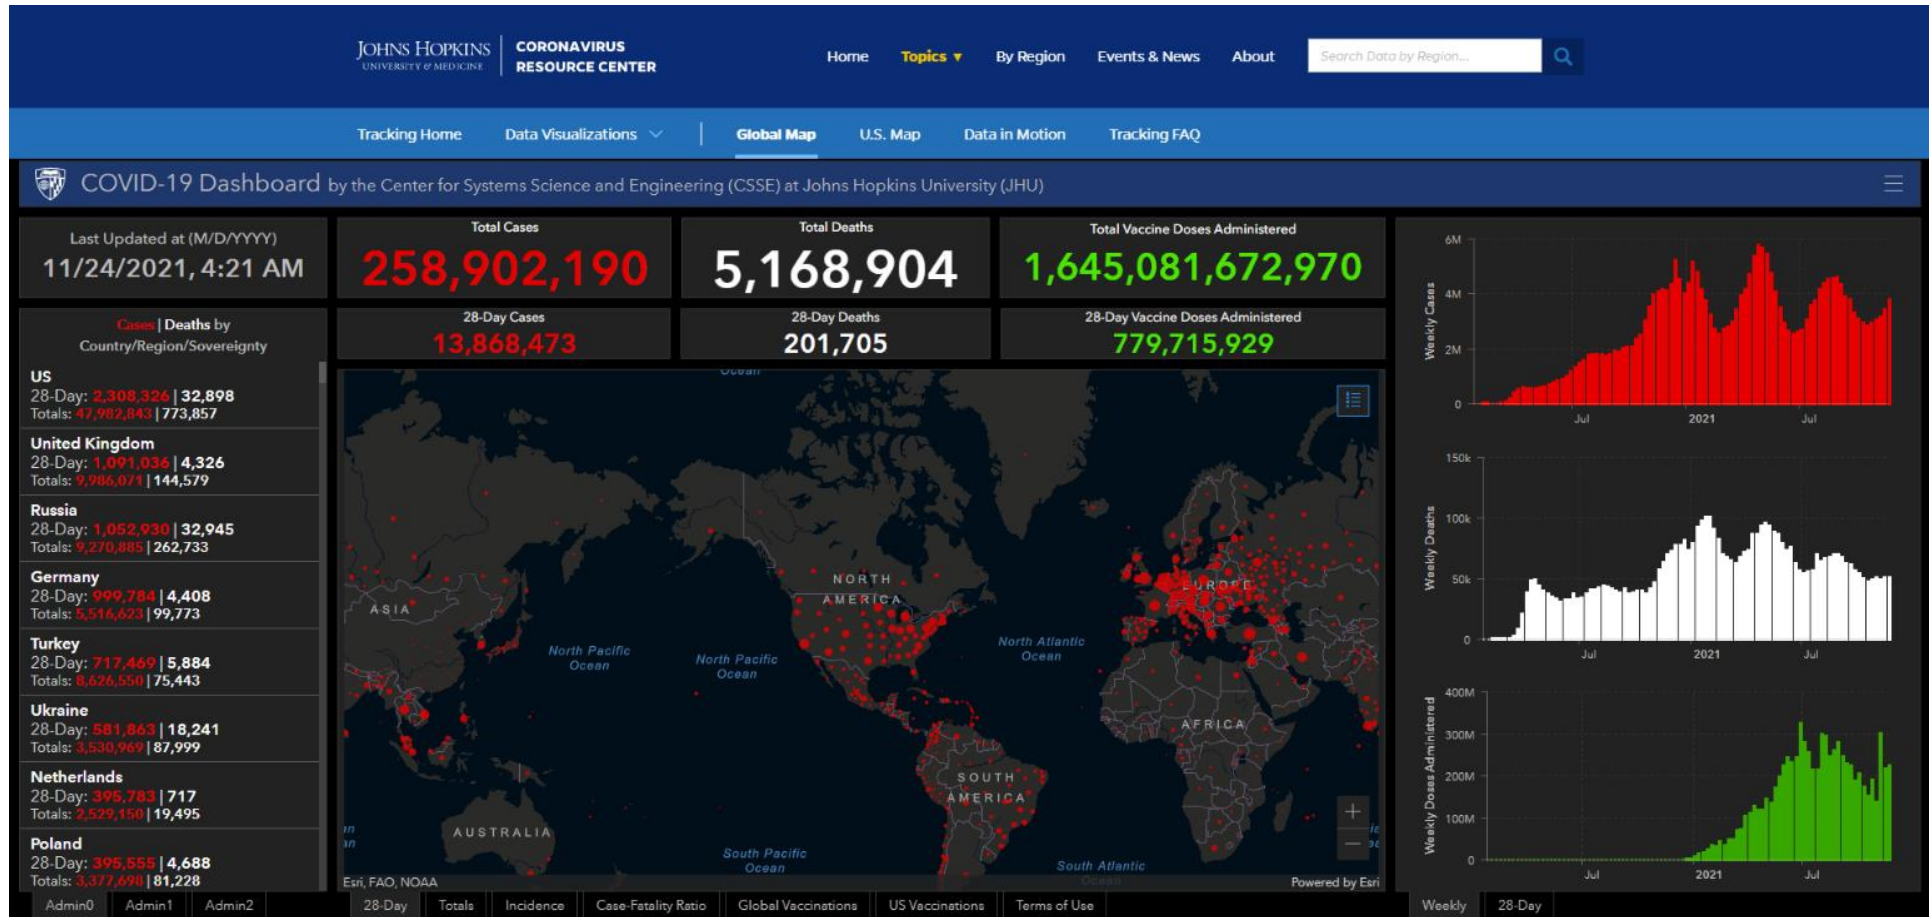 JOHNS HOPKINS
UNIVERSITY & MEDICINE
CORONAVIRUS
RESOURCE CENTER
Home
Topics ▾
By Region
Events & News
About
Search Data by Region...
Tracking Home
Data Visualizations
Global Map
U.S. Map
Data in Motion
Tracking FAQ
COVID-19 Dashboard by the Center for Systems Science and Engineering (CSSE) at Johns Hopkins University (JHU)
Last Updated at (M/D/YYYY)
11/24/2021, 4:21 AM
Total Cases
258,902,190
Total Deaths
5,168,904
Total Vaccine Doses Administered
1,645,081,672,970
28-Day Cases
13,868,473
28-Day Deaths
201,705
28-Day Vaccine Doses Administered
779,715,929
Cases | Deaths by
Country/Region/Sovereignty
US
28-Day: 2,308,326 | 32,898
Totals: 47,982,843 | 773,857
United Kingdom
28-Day: 1,091,036 | 4,326
Totals: 9,986,071 | 144,579
Russia
28-Day: 1,052,930 | 32,945
Totals: 9,270,885 | 262,733
Germany
28-Day: 999,784 | 4,408
Totals: 5,516,623 | 99,773
Turkey
28-Day: 717,469 | 5,884
Totals: 8,626,550 | 75,443
Ukraine
28-Day: 581,863 | 18,241
Totals: 3,530,969 | 87,999
Netherlands
28-Day: 395,783 | 717
Totals: 2,529,150 | 19,495
Poland
28-Day: 395,555 | 4,688
Totals: 3,377,698 | 81,228
Admin0
Admin1
Admin2
Ocean
NORTH
AMERICA
EUROPE
ASIA
North Pacific
Ocean
North Pacific
Ocean
North Atlantic
Ocean
AFRICA
SOUTH
AMERICA
AUSTRALIA
South Pacific
Ocean
South Atlantic
Ocean
Esri, FAO, NOAA
Powered by Esri
28-Day
Totals
Incidence
Case-Fatality Ratio
Global Vaccinations
US Vaccinations
Terms of Use
Weekly Cases
6M
4M
2M
0
Jul
2021
Jul
Weekly Deaths
150k
100k
50k
0
Jul
2021
Jul
Weekly Doses Administered
400M
300M
200M
100M
0
Jul
2021
Jul
Weekly
28-Day